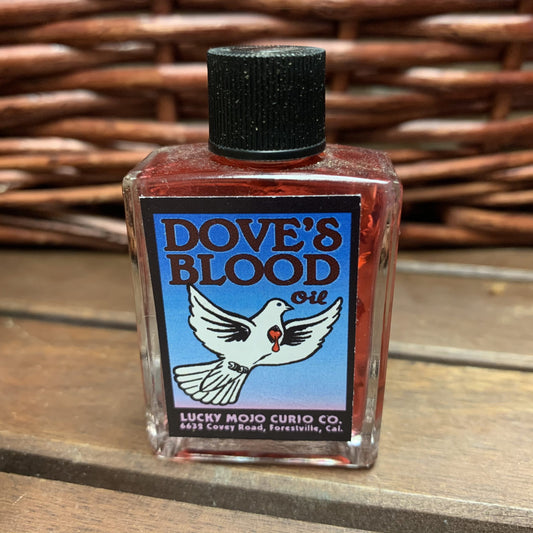 DOVE'S
BLOOD
Oil
LUCKY MOJO CURIO CO.
6632 Covey Road, Forestville, Cal.